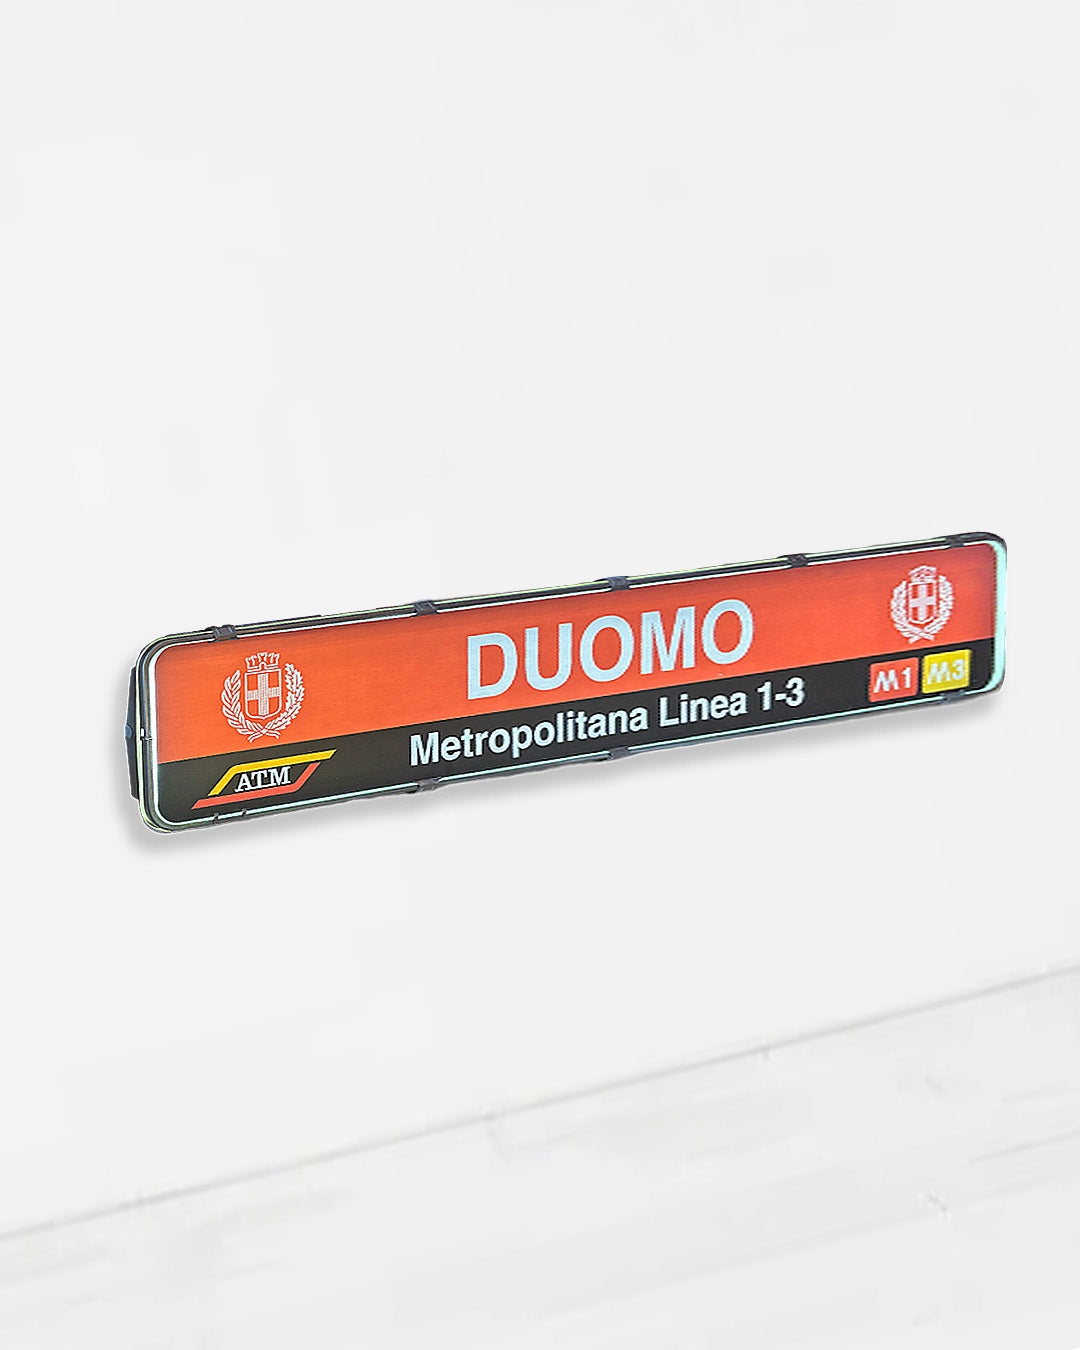 DUOMO
Metropolitana Linea 1-3
ATM
M1 M3